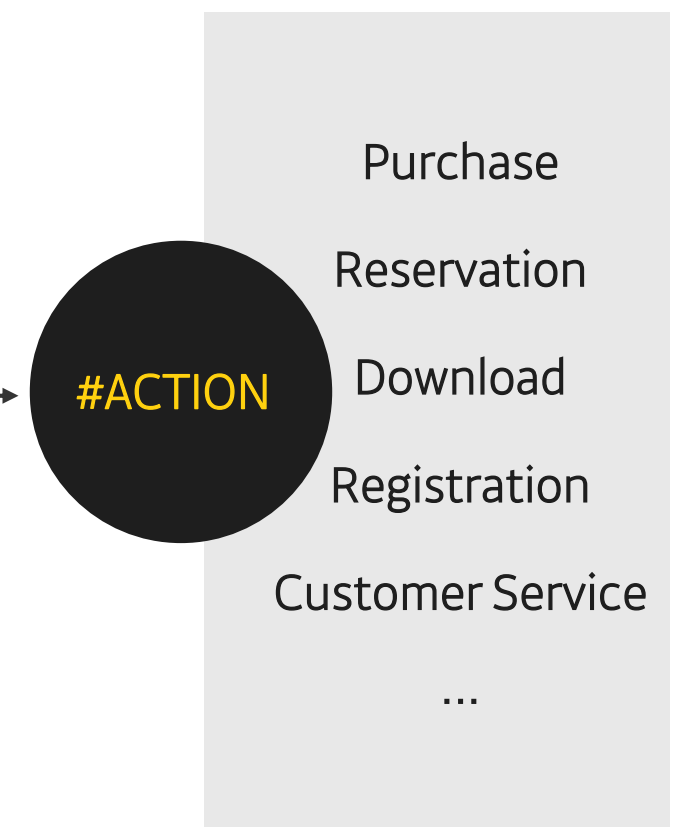 Purchase
Reservation
#ACTION
Download
Registration
Customer Service
...